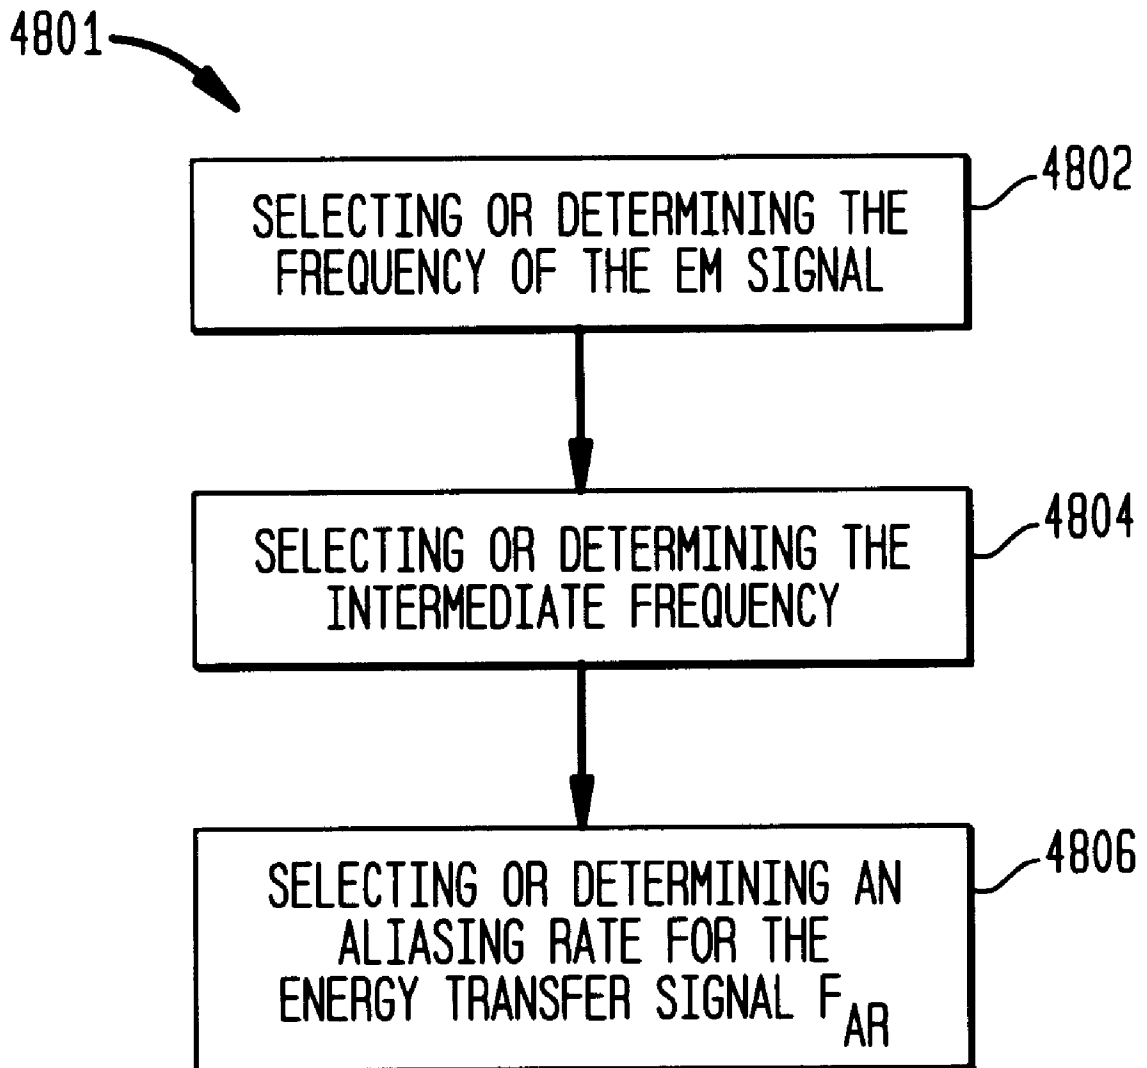 4801
4802
SELECTING OR DETERMINING THE
FREQUENCY OF THE EM SIGNAL
4804
SELECTING OR DETERMINING THE
INTERMEDIATE FREQUENCY
4806
SELECTING OR DETERMINING AN
ALIASING RATE FOR THE
ENERGY TRANSFER SIGNAL F_AR